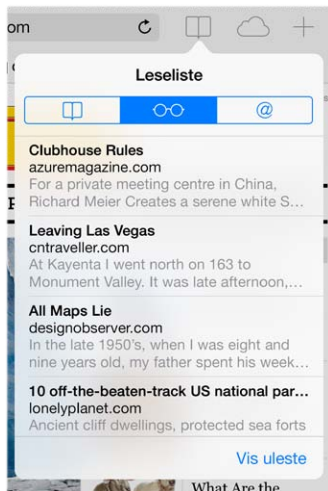 om
Leseliste
@
Clubhouse Rules
azuremagazine.com
For a private meeting centre in China,
Richard Meier Creates a serene white S…
Leaving Las Vegas
cntraveller.com
At Kayenta I went north on 163 to
Monument Valley. It was late afternoon,…
All Maps Lie
designobserver.com
In the late 1950's, when I was eight and
nine years old, my father spent his week…
10 off-the-beaten-track US national par…
lonelyplanet.com
Ancient cliff dwellings, protected sea forts
Vis uleste
What Are the